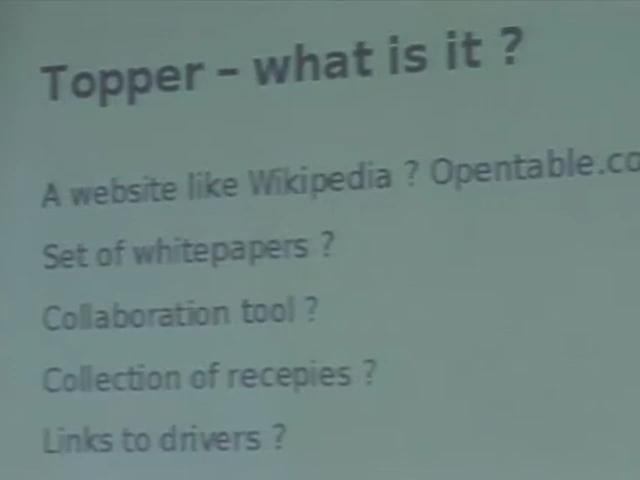 Topper – what is it ?
A website like Wikipedia ? Opentable.co
Set of whitepapers ?
Collaboration tool ?
Collection of recepies ?
Links to drivers ?